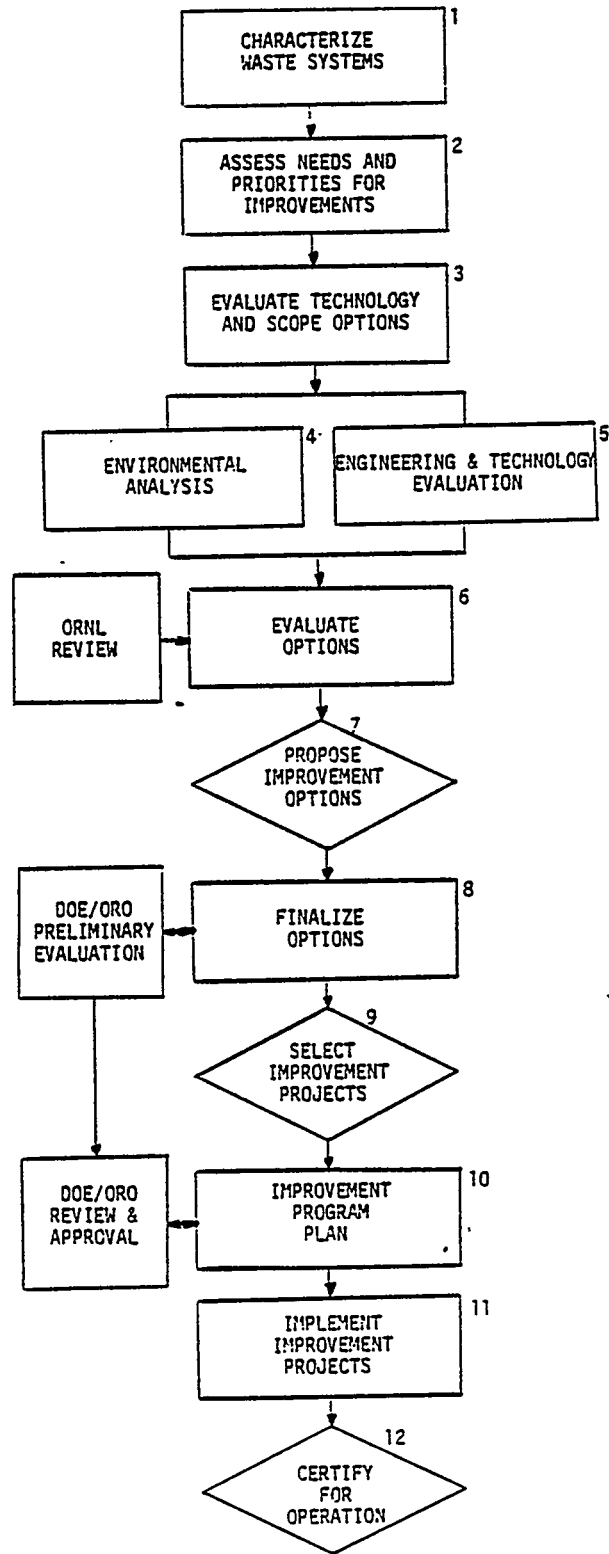 1
CHARACTERIZE
WASTE SYSTEMS
2
ASSESS NEEDS AND
PRIORITIES FOR
IMPROVEMENTS
3
EVALUATE TECHNOLOGY
AND SCOPE OPTIONS
4
ENVIRONMENTAL
ANALYSIS
5
ENGINEERING & TECHNOLOGY
EVALUATION
ORNL
REVIEW
6
EVALUATE
OPTIONS
7
PROPOSE
IMPROVEMENT
OPTIONS
DOE/ORO
PRELIMINARY
EVALUATION
8
FINALIZE
OPTIONS
9
SELECT
IMPROVEMENT
PROJECTS
DOE/ORO
REVIEW &
APPROVAL
10
IMPROVEMENT
PROGRAM
PLAN
11
IMPLEMENT
IMPROVEMENT
PROJECTS
12
CERTIFY
FOR
OPERATION